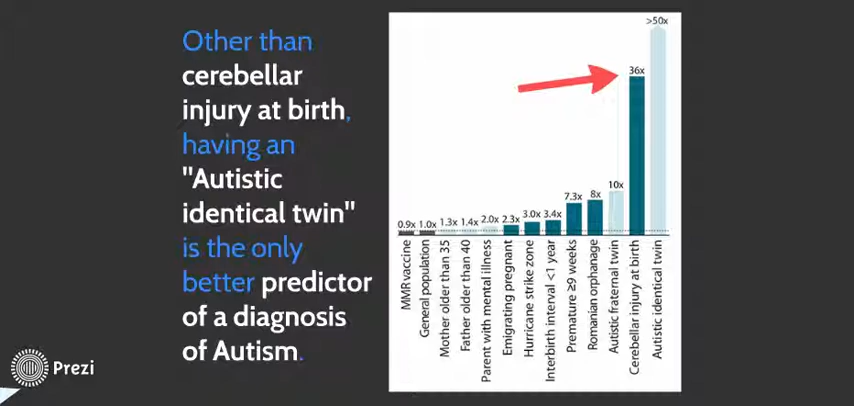 Other than
cerebellar
injury at birth,
having an
"Autistic
identical twin"
is the only
better predictor
of a diagnosis
of Autism.
Prezi
0.9x
1.0x
1.3x
1.4x
2.0x
2.3x
3.0x
3.4x
7.3x
8x
10x
36x
>50x
MMR vaccine
General population
Mother older than 35
Father older than 40
Parent with mental illness
Emigrating pregnant
Hurricane strike zone
Interbirth interval <1 year
Premature ≥9 weeks
Romanian orphanage
Autistic fraternal twin
Cerebellar injury at birth
Autistic identical twin